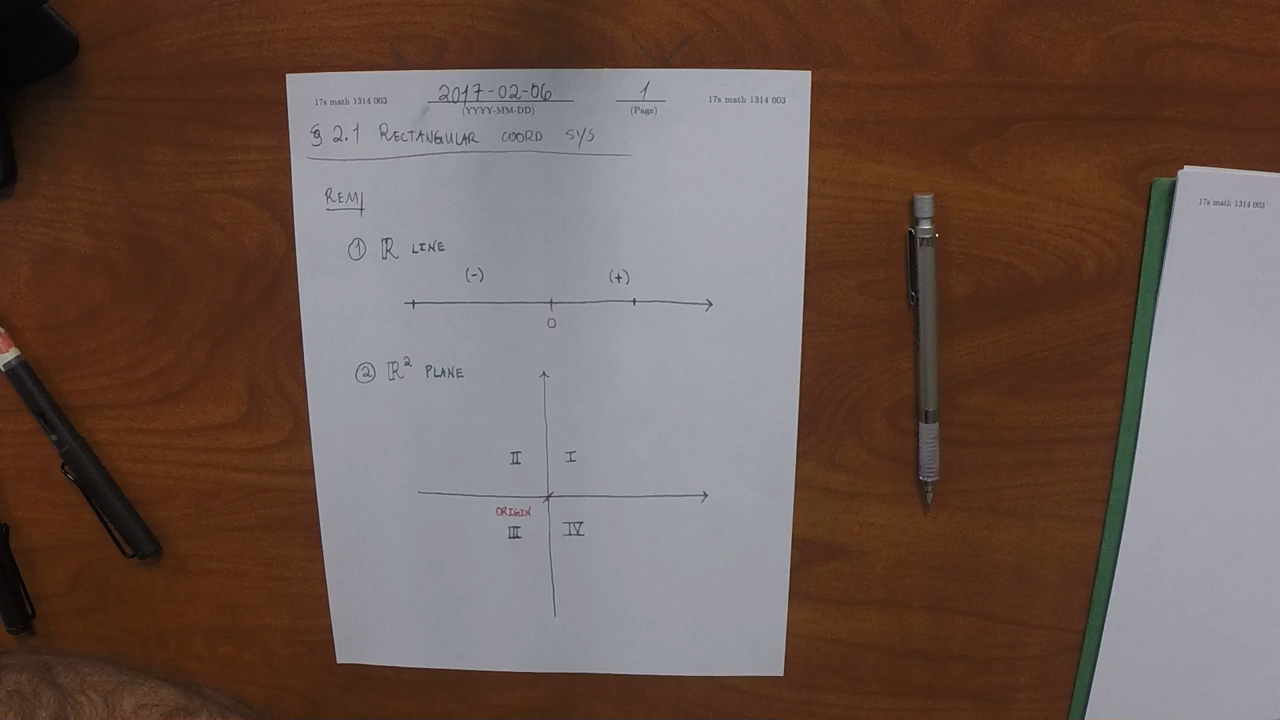 17s math 1314 003 2017-02-06 1 17s math 1314 003
(YYYY-MM-DD) (Page)
§ 2.1 RECTANGULAR COORD SYS
REM
① ℝ LINE
(-) (+)
0
② ℝ² PLANE
II I
ORIGIN
III IV
17s math 1314 003